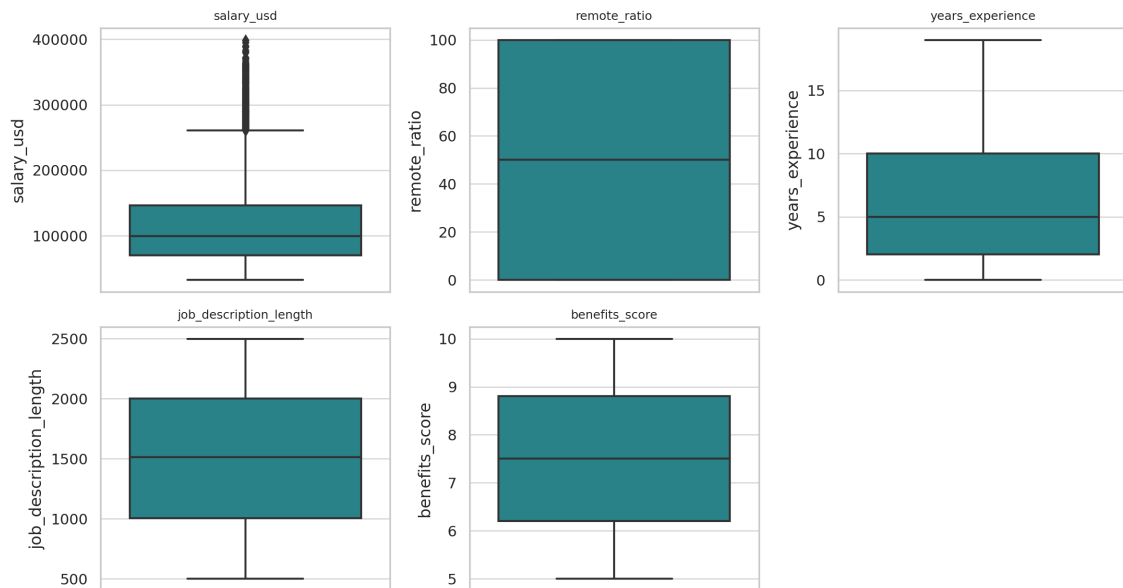 salary_usd
salary_usd
400000
300000
200000
100000
remote_ratio
remote_ratio
100
80
60
40
20
0
years_experience
years_experience
15
10
5
0
job_description_length
job_description_length
2500
2000
1500
1000
500
benefits_score
benefits_score
10
9
8
7
6
5